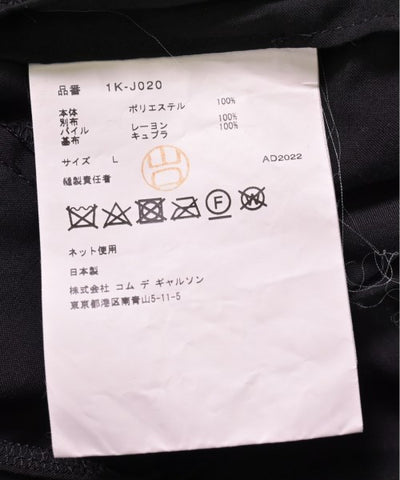 品番 1K-J020
本体 ポリエステル 100%
別布
パイル レーヨン 100%
基布 キュプラ 100%
サイズ L AD2022
縫製責任者
F W
ネット使用
日本製
株式会社 コム デ ギャルソン
東京都港区南青山5-11-5